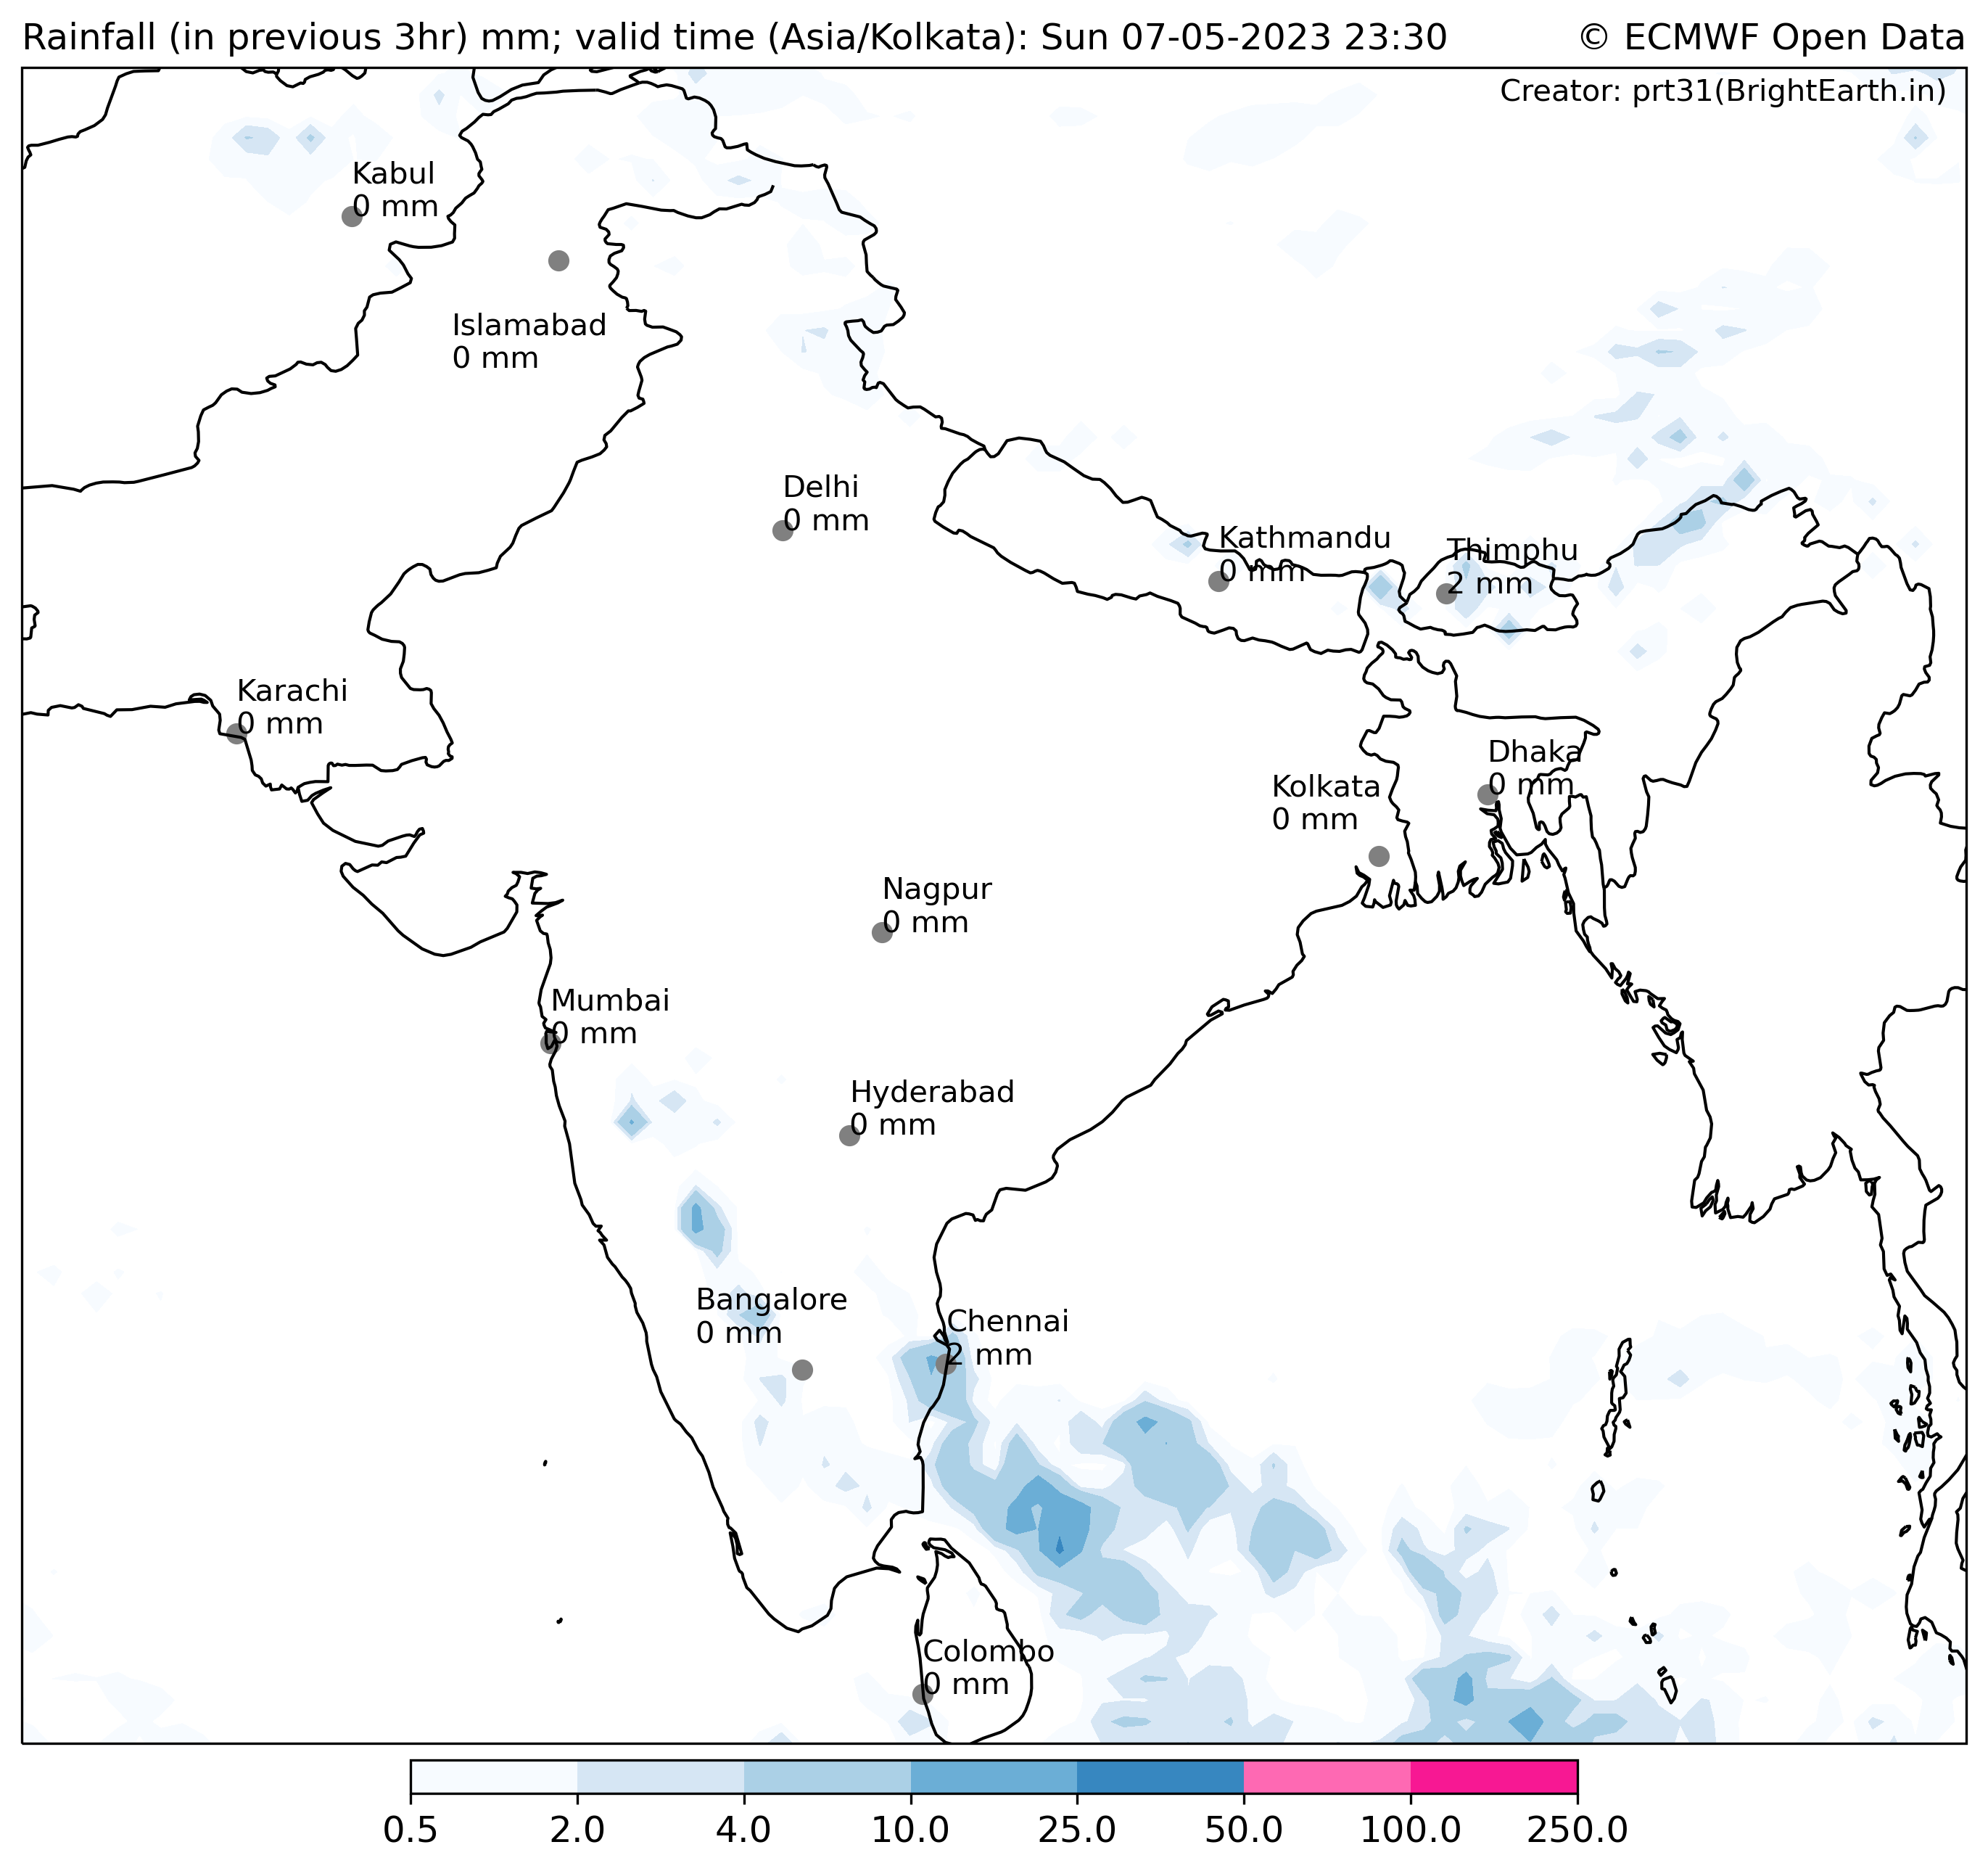 Rainfall (in previous 3hr) mm; valid time (Asia/Kolkata): Sun 07-05-2023 23:30 © ECMWF Open Data
Creator: prt31(BrightEarth.in)
Kabul
0 mm
Islamabad
0 mm
Delhi
0 mm
Kathmandu
0 mm
Thimphu
2 mm
Karachi
0 mm
Dhaka
0 mm
Kolkata
0 mm
Nagpur
0 mm
Mumbai
0 mm
Hyderabad
0 mm
Bangalore
0 mm
Chennai
2 mm
Colombo
0 mm
0.5 2.0 4.0 10.0 25.0 50.0 100.0 250.0